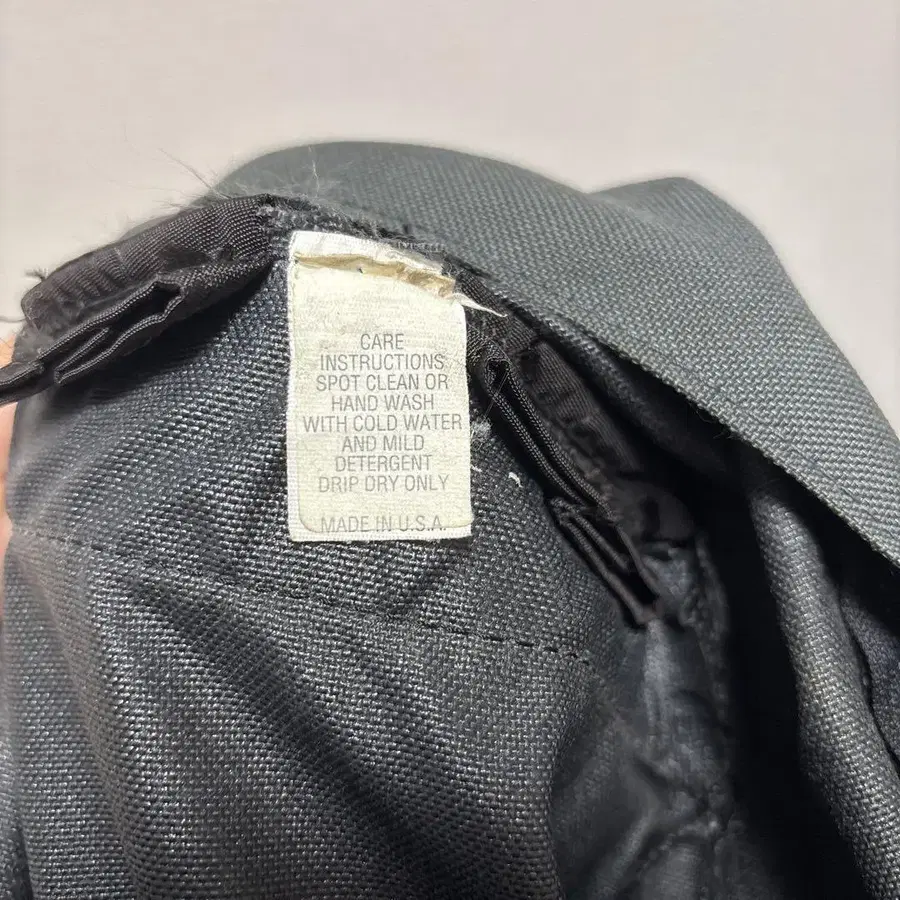 CARE
INSTRUCTIONS
SPOT CLEAN OR
HAND WASH
WITH COLD WATER
AND MILD
DETERGENT
DRIP DRY ONLY
MADE IN U.S.A.